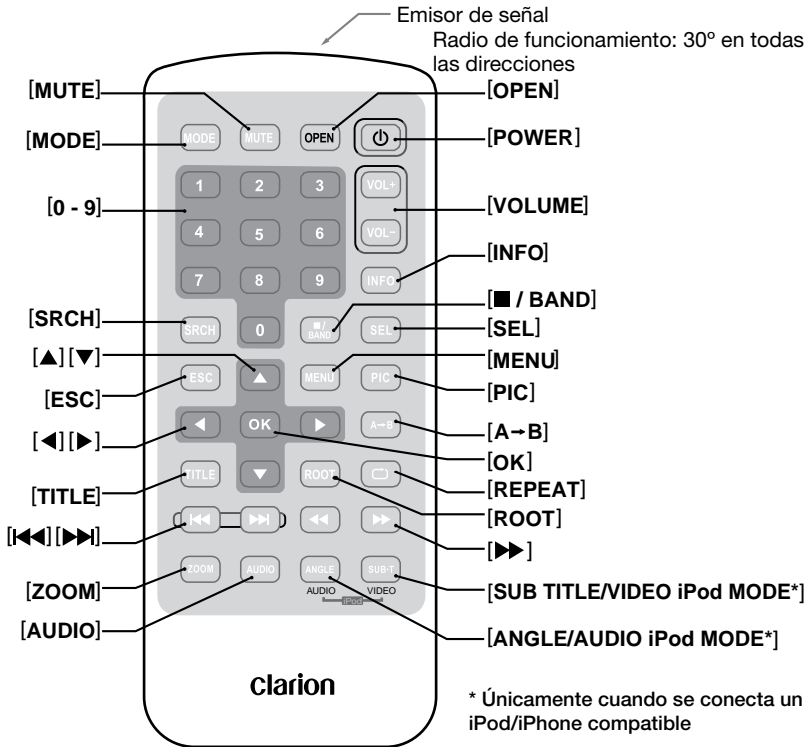 Emisor de señal
Radio de funcionamiento: 30º en todas
las direcciones
[MUTE]
[MODE]
[0 - 9]
[SRCH]
[▲][▼]
[ESC]
[◀][▶]
[TITLE]
[⏮][⏭]
[ZOOM]
[AUDIO]
[OPEN]
[POWER]
[VOLUME]
[INFO]
[■ / BAND]
[SEL]
[MENU]
[PIC]
[A→B]
[OK]
[REPEAT]
[ROOT]
[▶▶]
[SUB TITLE/VIDEO iPod MODE*]
[ANGLE/AUDIO iPod MODE*]
MODE MUTE OPEN
1 2 3 VOL+
4 5 6 VOL−
7 8 9 INFO
SRCH 0 ■/ BAND SEL
ESC ▲ MENU PIC
◀ OK ▶ A→B
TITLE ▼ ROOT
⏮ ⏭ ◀◀ ▶▶
ZOOM AUDIO ANGLE SUB-T
AUDIO VIDEO
iPod
clarion
* Únicamente cuando se conecta un
iPod/iPhone compatible